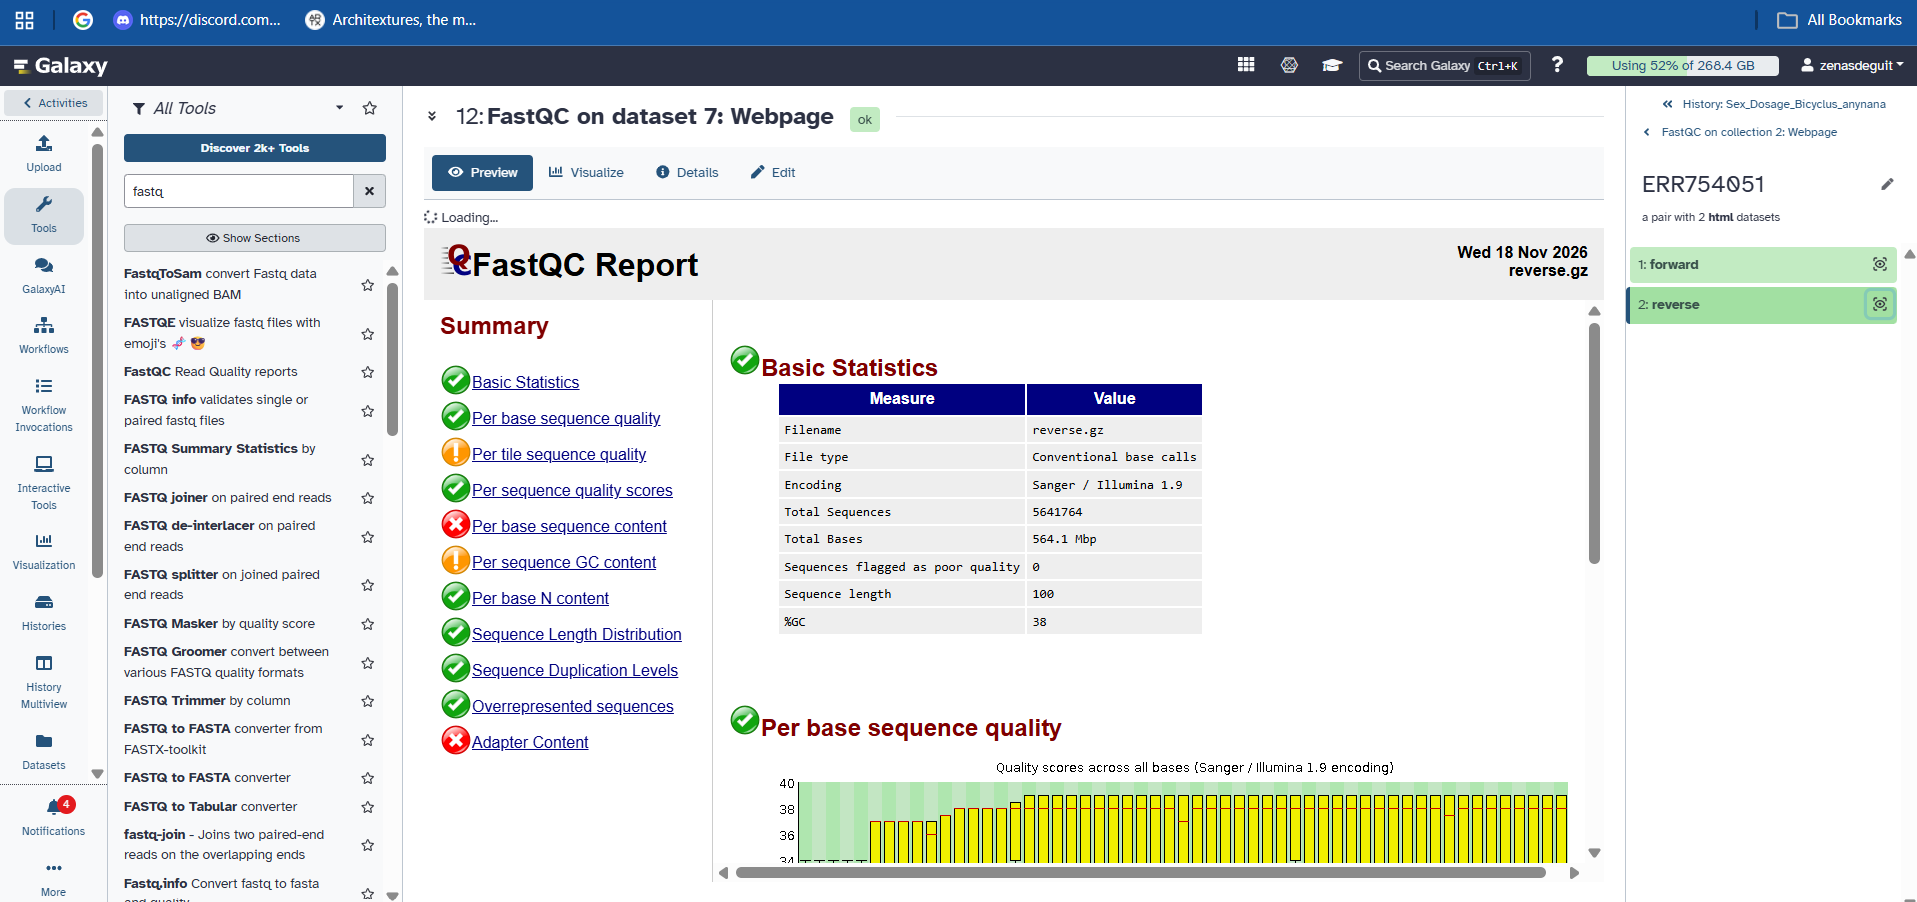 https://discord.com...
Architextures, the m...
All Bookmarks
Galaxy
Search Galaxy Ctrl+K
?
Using 52% of 268.4 GB
zenasdeguit
Activities
Upload
Tools
GalaxyAI
Workflows
Workflow
Invocations
Interactive
Tools
Visualization
Histories
History
Multiview
Datasets
4
Notifications
More
All Tools
Discover 2k+ Tools
fastq
Show Sections
FastqToSam convert Fastq data
into unaligned BAM
FASTQE visualize fastq files with
emoji's 🧬 😎
FastQC Read Quality reports
FASTQ info validates single or
paired fastq files
FASTQ Summary Statistics by
column
FASTQ joiner on paired end reads
FASTQ de-interlacer on paired
end reads
FASTQ splitter on joined paired
end reads
FASTQ Masker by quality score
FASTQ Groomer convert between
various FASTQ quality formats
FASTQ Trimmer by column
FASTQ to FASTA converter from
FASTX-toolkit
FASTQ to FASTA converter
FASTQ to Tabular converter
fastq-join - Joins two paired-end
reads on the overlapping ends
Fastq.info Convert fastq to fasta
12: FastQC on dataset 7: Webpage ok
Preview
Visualize
Details
Edit
Loading...
FastQC Report
Wed 18 Nov 2026
reverse.gz
Summary
Basic Statistics
Per base sequence quality
Per tile sequence quality
Per sequence quality scores
Per base sequence content
Per sequence GC content
Per base N content
Sequence Length Distribution
Sequence Duplication Levels
Overrepresented sequences
Adapter Content
Basic Statistics
Measure Value
Filename reverse.gz
File type Conventional base calls
Encoding Sanger / Illumina 1.9
Total Sequences 5641764
Total Bases 564.1 Mbp
Sequences flagged as poor quality 0
Sequence length 100
%GC 38
Per base sequence quality
Quality scores across all bases (Sanger / Illumina 1.9 encoding)
40
38
36
34
History: Sex_Dosage_Bicyclus_anynana
FastQC on collection 2: Webpage
ERR754051
a pair with 2 html datasets
1: forward
2: reverse